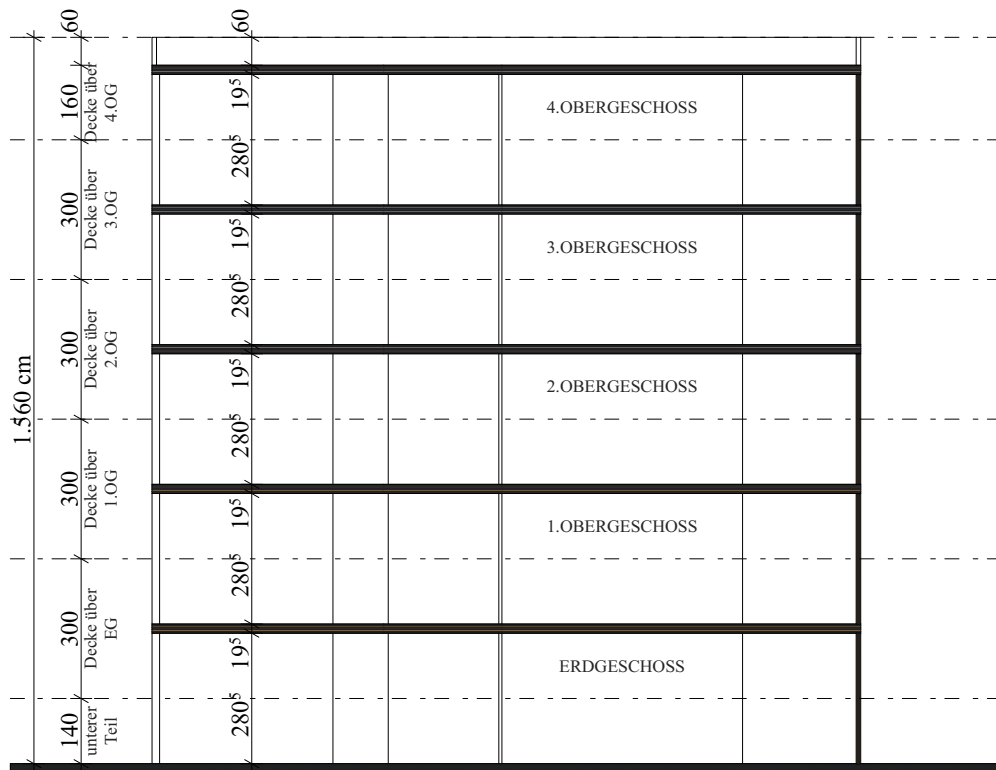 60
60
160
Decke über
4.OG
19⁵
4.OBERGESCHOSS
280⁵
300
Decke über
3.OG
19⁵
3.OBERGESCHOSS
280⁵
300
Decke über
2.OG
19⁵
2.OBERGESCHOSS
1.560 cm
280⁵
300
Decke über
1.OG
19⁵
1.OBERGESCHOSS
280⁵
300
Decke über
EG
19⁵
ERDGESCHOSS
280⁵
140
unterer
Teil